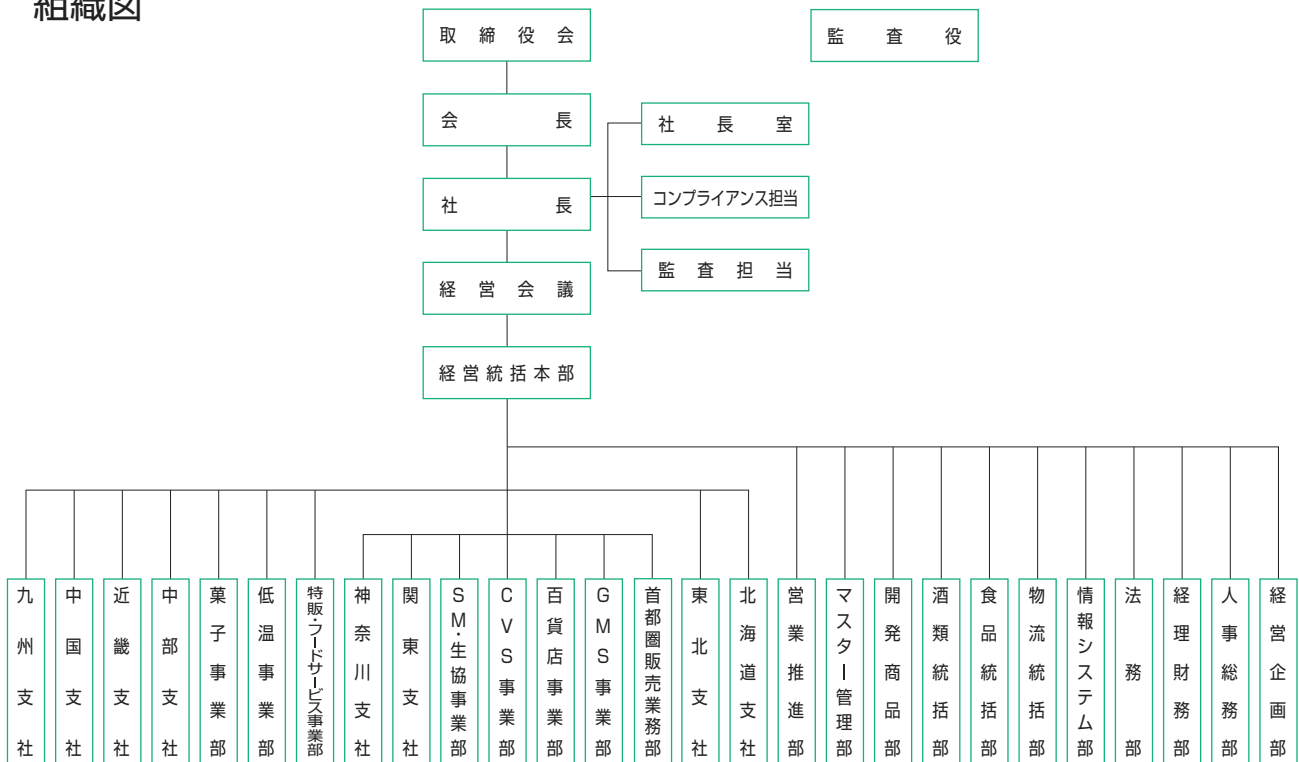 組織図
取締役会
監査役
会長
社長室
コンプライアンス担当
社長
監査担当
経営会議
経営統括本部
九州支社
中国支社
近畿支社
中部支社
菓子事業部
低温事業部
特販・フードサービス事業部
神奈川支社
関東支社
SM・生協事業部
CVS事業部
百貨店事業部
GMS事業部
首都圏販売業務部
東北支社
北海道支社
営業推進部
マスター管理部
開発商品部
酒類統括部
食品統括部
物流統括部
情報システム部
法務部
経理財務部
人事総務部
経営企画部